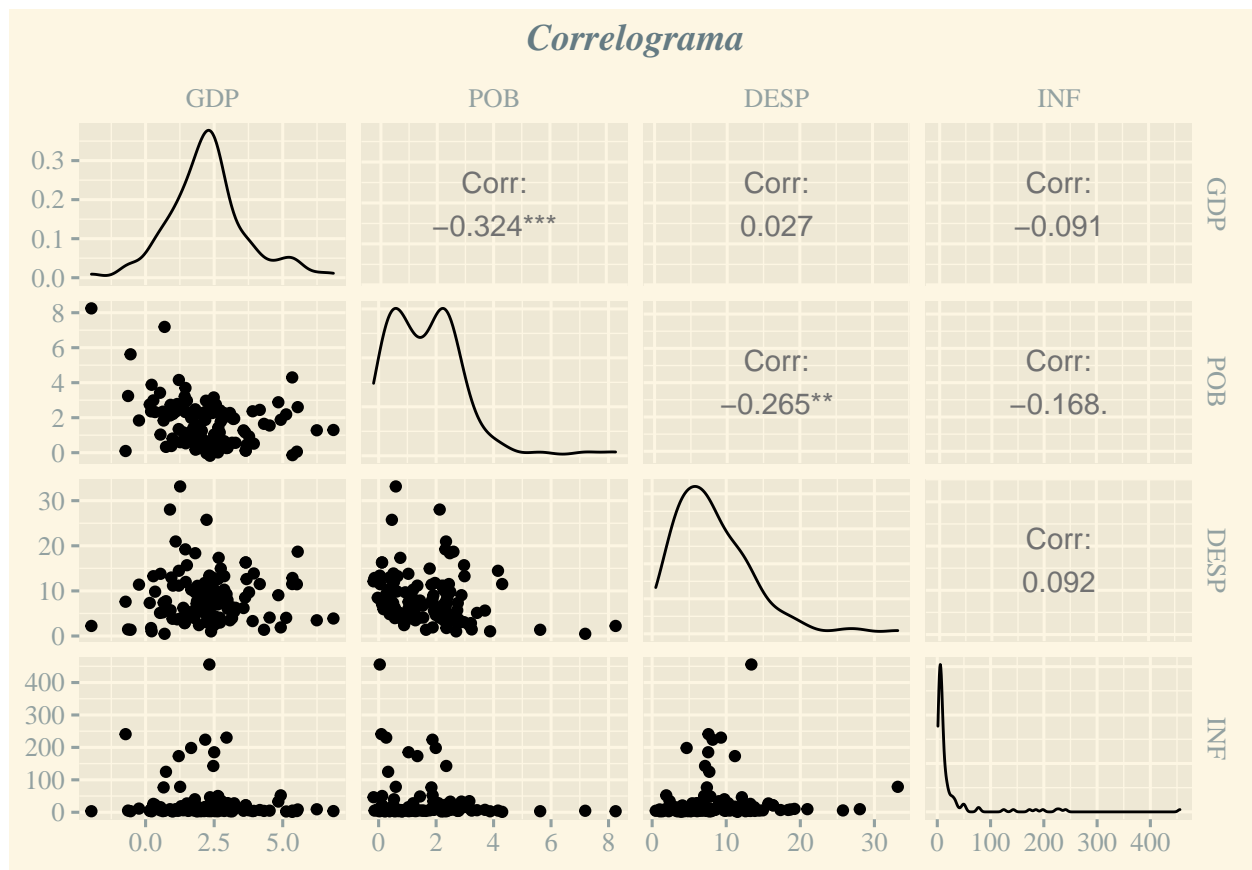 Correlograma
GDP POB DESP INF
0.3
0.2
0.1
0.0
Corr:
−0.324***
Corr:
0.027
Corr:
−0.091
GDP
8
6
4
2
0
Corr:
−0.265**
Corr:
−0.168.
POB
30
20
10
0
Corr:
0.092
DESP
400
300
200
100
0
INF
0.0 2.5 5.0 0 2 4 6 8 0 10 20 30 0 100 200 300 400